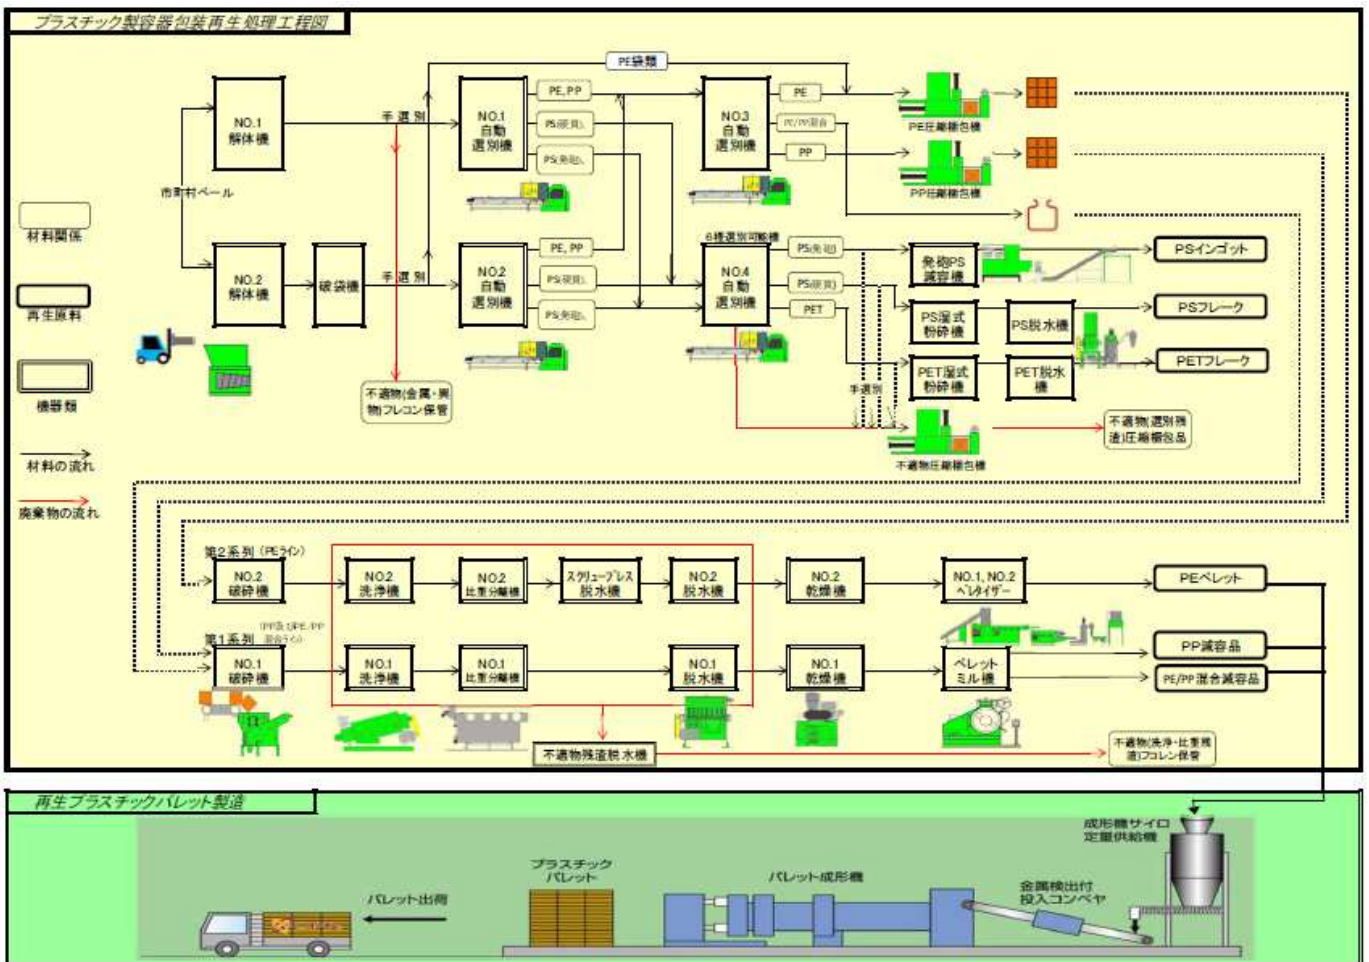 プラスチック製容器包装再生処理工程図
PE袋類
NO.1
解体機
手選別
NO.1
自動
選別機
PE, PP
PS(硬質)、
PS(発泡)、
NO.3
自動
選別機
PE
PE/PP混合
PP
PE圧縮梱包機
PP圧縮梱包機
市町村ベール
材料関係
再生原料
機器類
材料の流れ
廃棄物の流れ
NO.2
解体機
破袋機
手選別
NO.2
自動
選別機
PE, PP
PS(硬質)、
PS(発泡)、
6種選別可能機
NO.4
自動
選別機
PS(発泡)
PS(硬質)
PET
発砲PS
減容機
PSインゴット
PS湿式
粉砕機
PS脱水機
PSフレーク
PET湿式
粉砕機
PET脱水
機
PETフレーク
手選別
不適物(金属・異
物)フレコン保管
不適物圧縮梱包機
不適物(選別残
渣)圧縮梱包品
第2系列 (PEライン)
NO.2
破砕機
NO.2
洗浄機
NO.2
比重分離機
スクリュープレス
脱水機
NO.2
脱水機
NO.2
乾燥機
NO.1, NO.2
ペレタイザー
PEペレット
第1系列
NO.1
破砕機
NO.1
洗浄機
NO.1
比重分離機
NO.1
脱水機
NO.1
乾燥機
ペレット
ミル機
PP減容品
PE/PP混合減容品
不適物残渣脱水機
不適物(洗浄・比重残
渣)フコレン保管
再生プラスチックパレット製造
成形機サイロ
定量供給機
プラスチック
パレット
パレット成形機
金属検出付
投入コンベヤ
パレット出荷